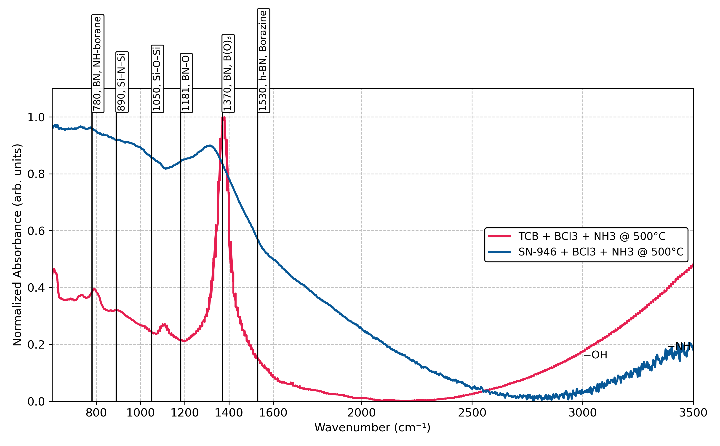 780, BN, NH-borane
890, Si–N–Si
1050, Si–O–Si
1181, BN–O
1370, BN, B(O)₃
1530, h-BN, Borazine
Normalized Absorbance (arb. units)
1.0
0.8
0.6
0.4
0.2
0.0
TCB + BCl3 + NH3 @ 500°C
SN-946 + BCl3 + NH3 @ 500°C
−OH
−NH
800
1000
1200
1400
1600
2000
2500
3000
3500
Wavenumber (cm⁻¹)